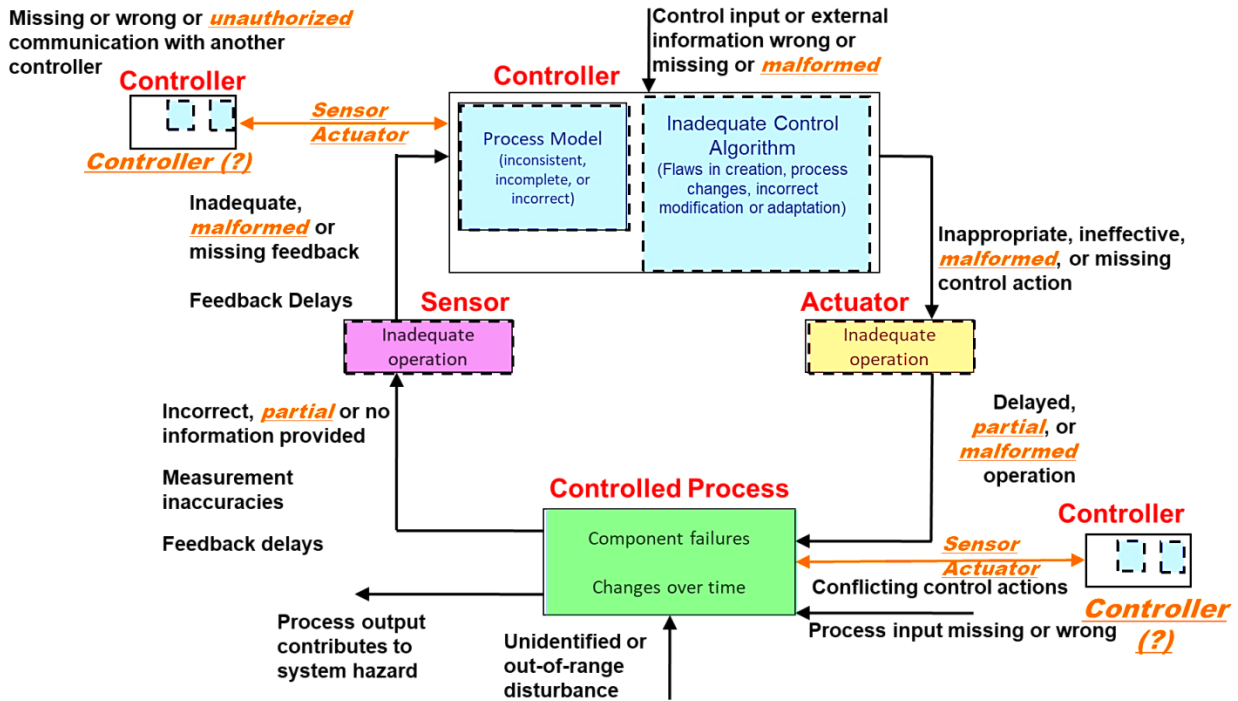 Missing or wrong or unauthorized
communication with another
controller
Control input or external
information wrong or
missing or malformed
Controller
Controller (?)
Sensor
Actuator
Controller
Process Model
(inconsistent,
incomplete, or
incorrect)
Inadequate Control
Algorithm
(Flaws in creation, process
changes, incorrect
modification or adaptation)
Inadequate,
malformed or
missing feedback
Feedback Delays
Inappropriate, ineffective,
malformed, or missing
control action
Sensor
Inadequate
operation
Actuator
Inadequate
operation
Incorrect, partial or no
information provided
Measurement
inaccuracies
Feedback delays
Delayed,
partial, or
malformed
operation
Controlled Process
Component failures
Changes over time
Controller
Sensor
Actuator
Controller (?)
Conflicting control actions
Process input missing or wrong
Process output
contributes to
system hazard
Unidentified or
out-of-range
disturbance